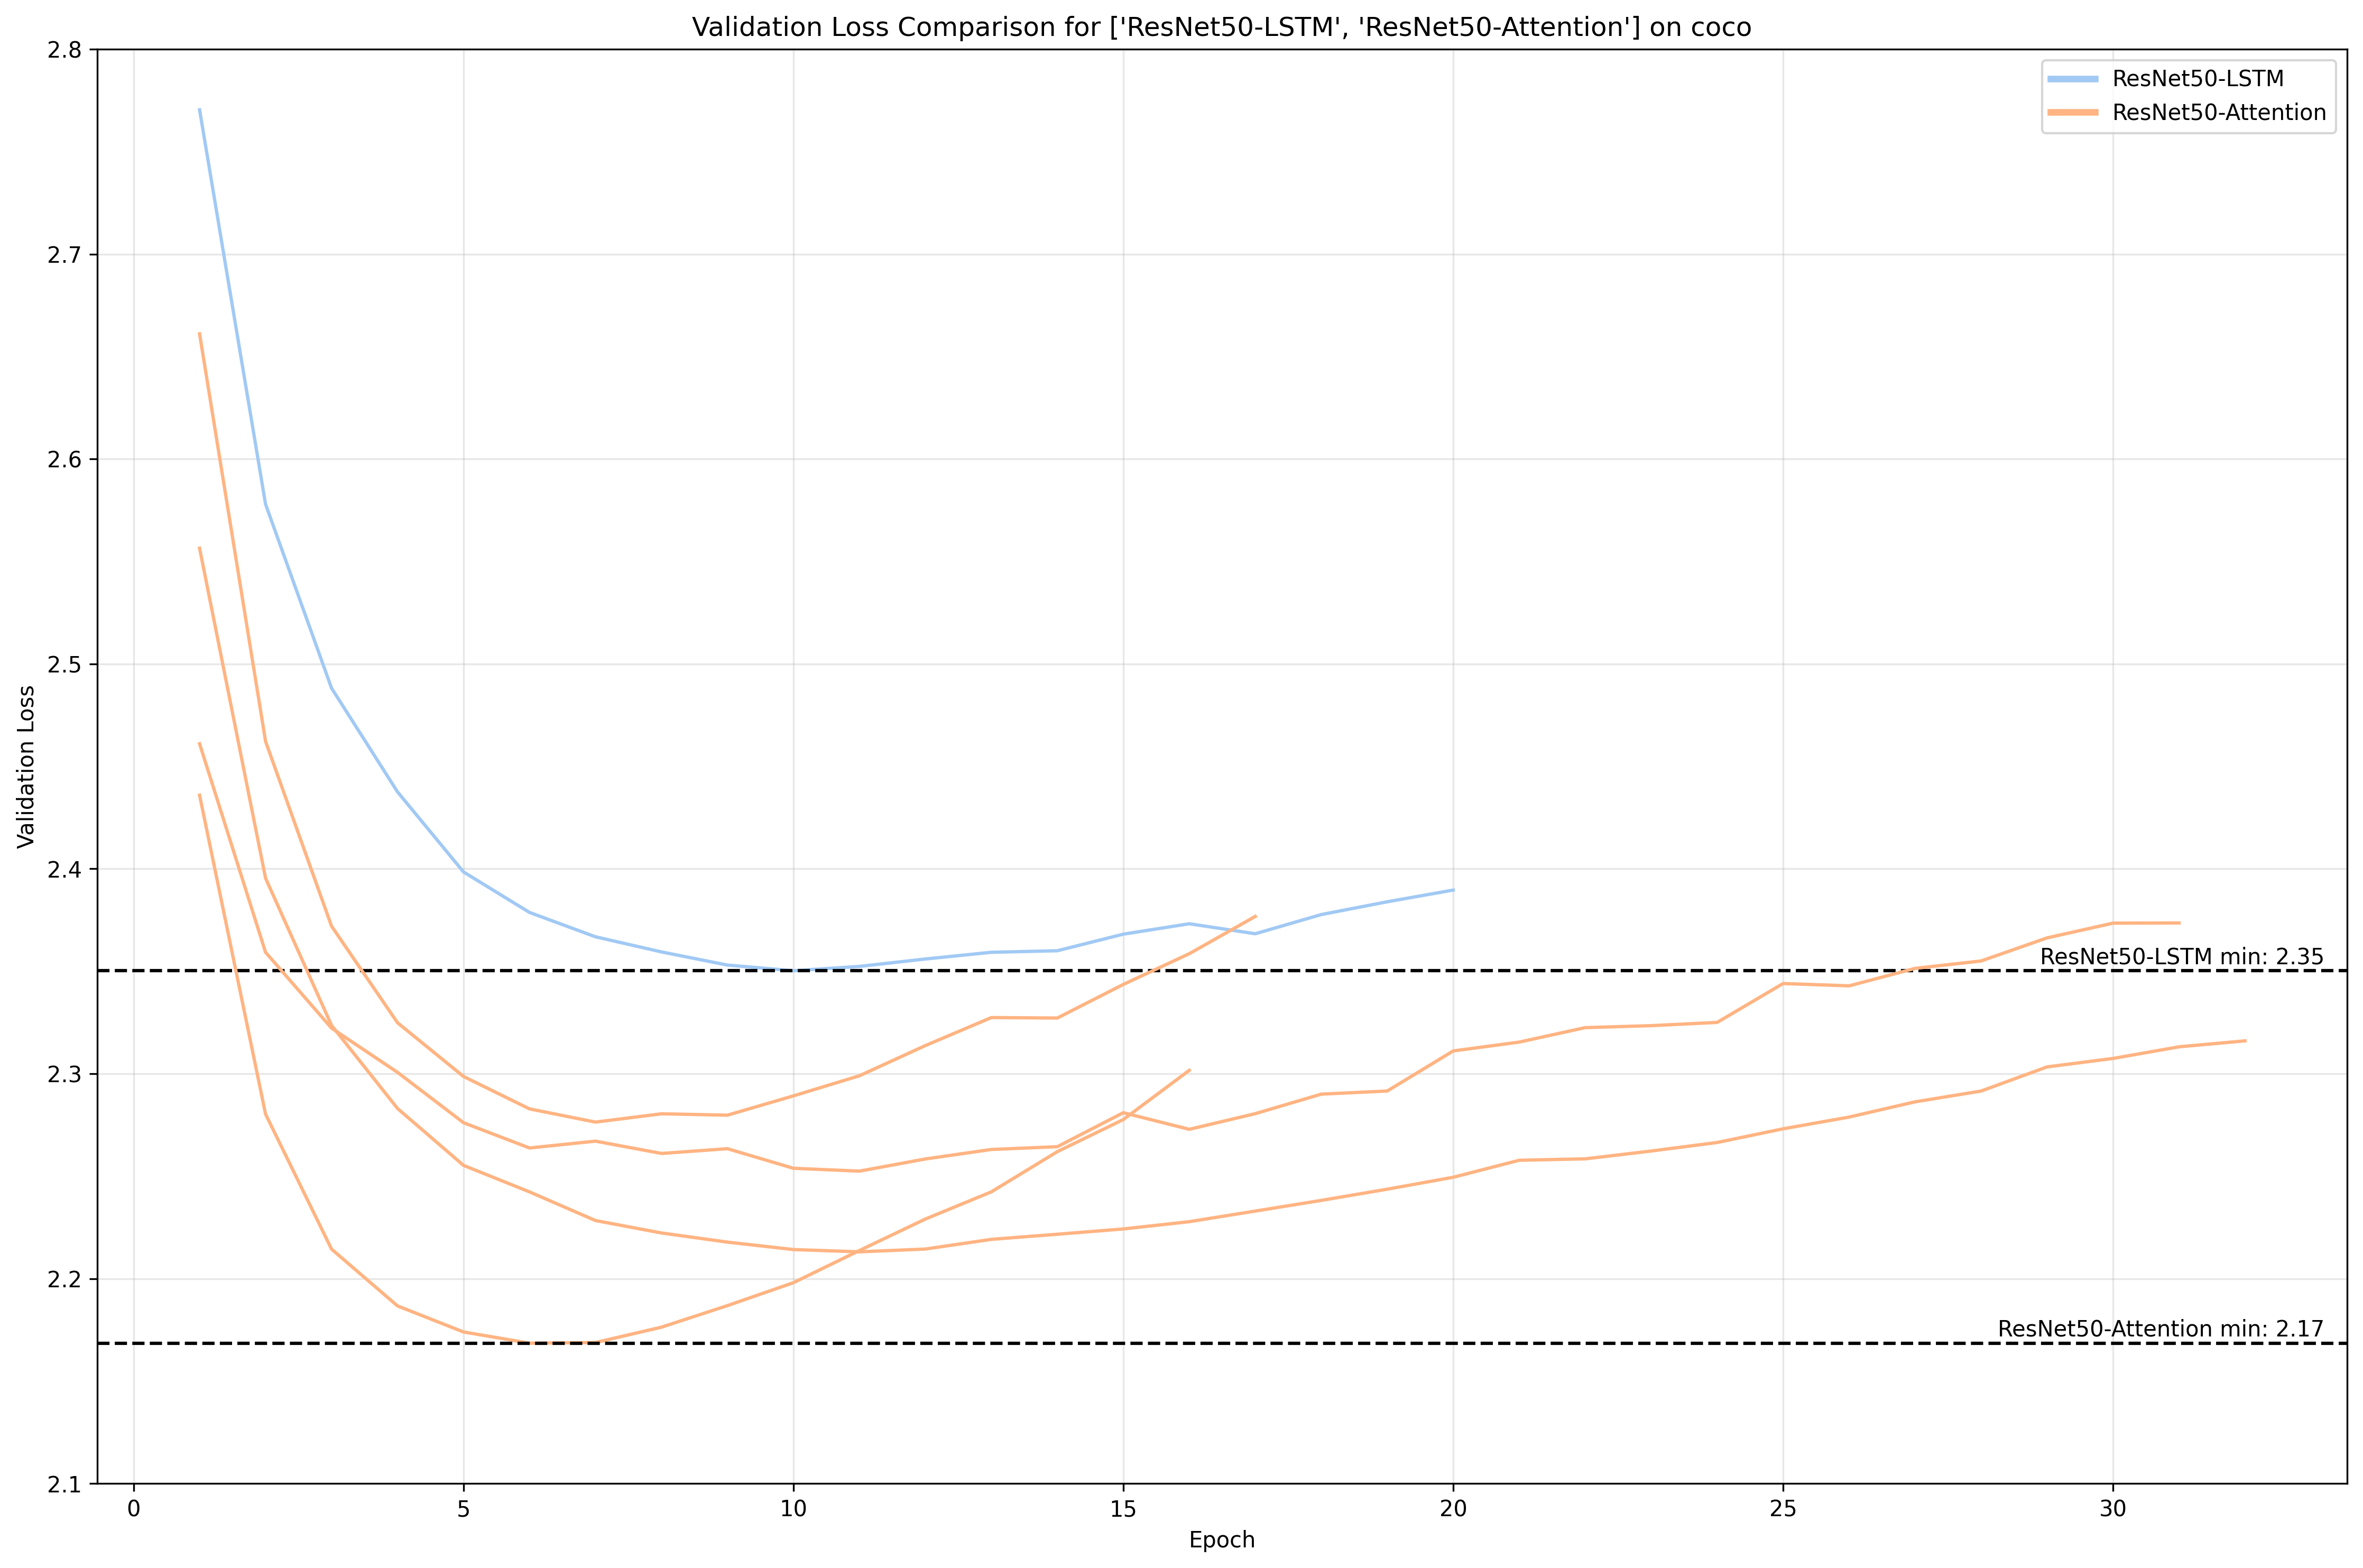 Validation Loss Comparison for ['ResNet50-LSTM', 'ResNet50-Attention'] on coco
2.8
2.7
2.6
2.5
2.4
2.3
2.2
2.1
Validation Loss
ResNet50-LSTM
ResNet50-Attention
ResNet50-LSTM min: 2.35
ResNet50-Attention min: 2.17
0 5 10 15 20 25 30
Epoch